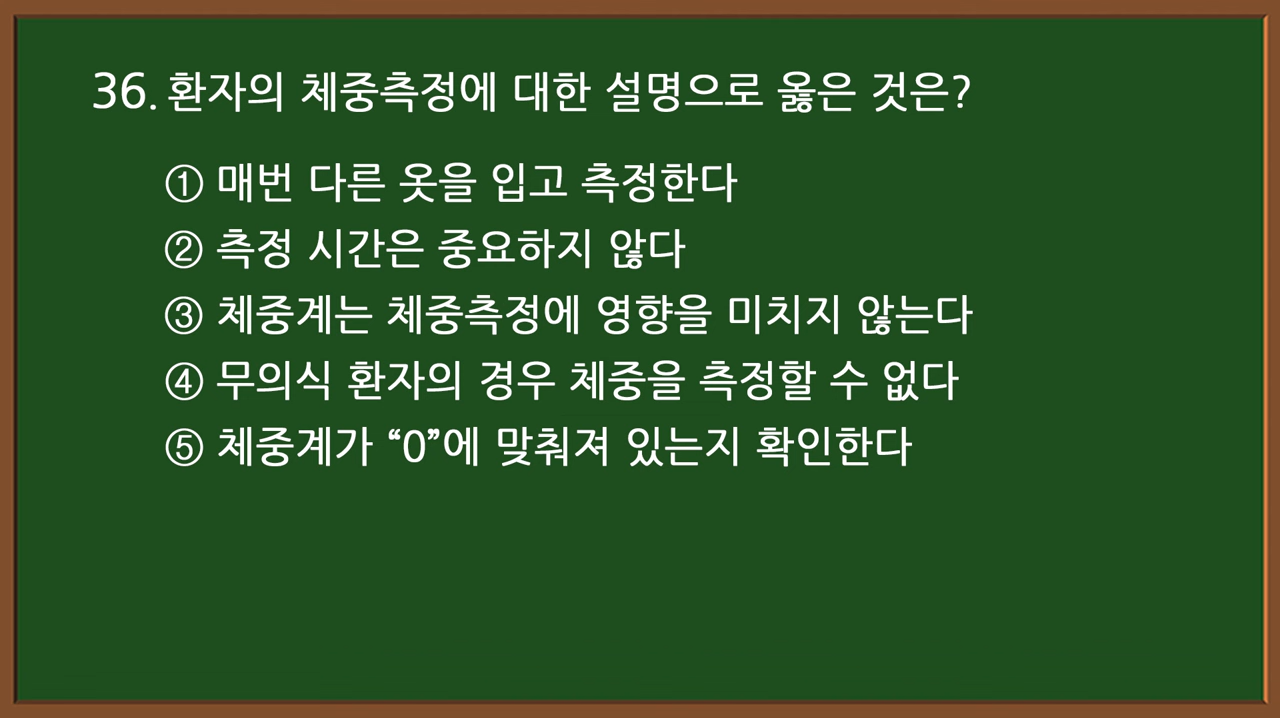 36. 환자의 체중측정에 대한 설명으로 옳은 것은?
① 매번 다른 옷을 입고 측정한다
② 측정 시간은 중요하지 않다
③ 체중계는 체중측정에 영향을 미치지 않는다
④ 무의식 환자의 경우 체중을 측정할 수 없다
⑤ 체중계가 “0”에 맞춰져 있는지 확인한다